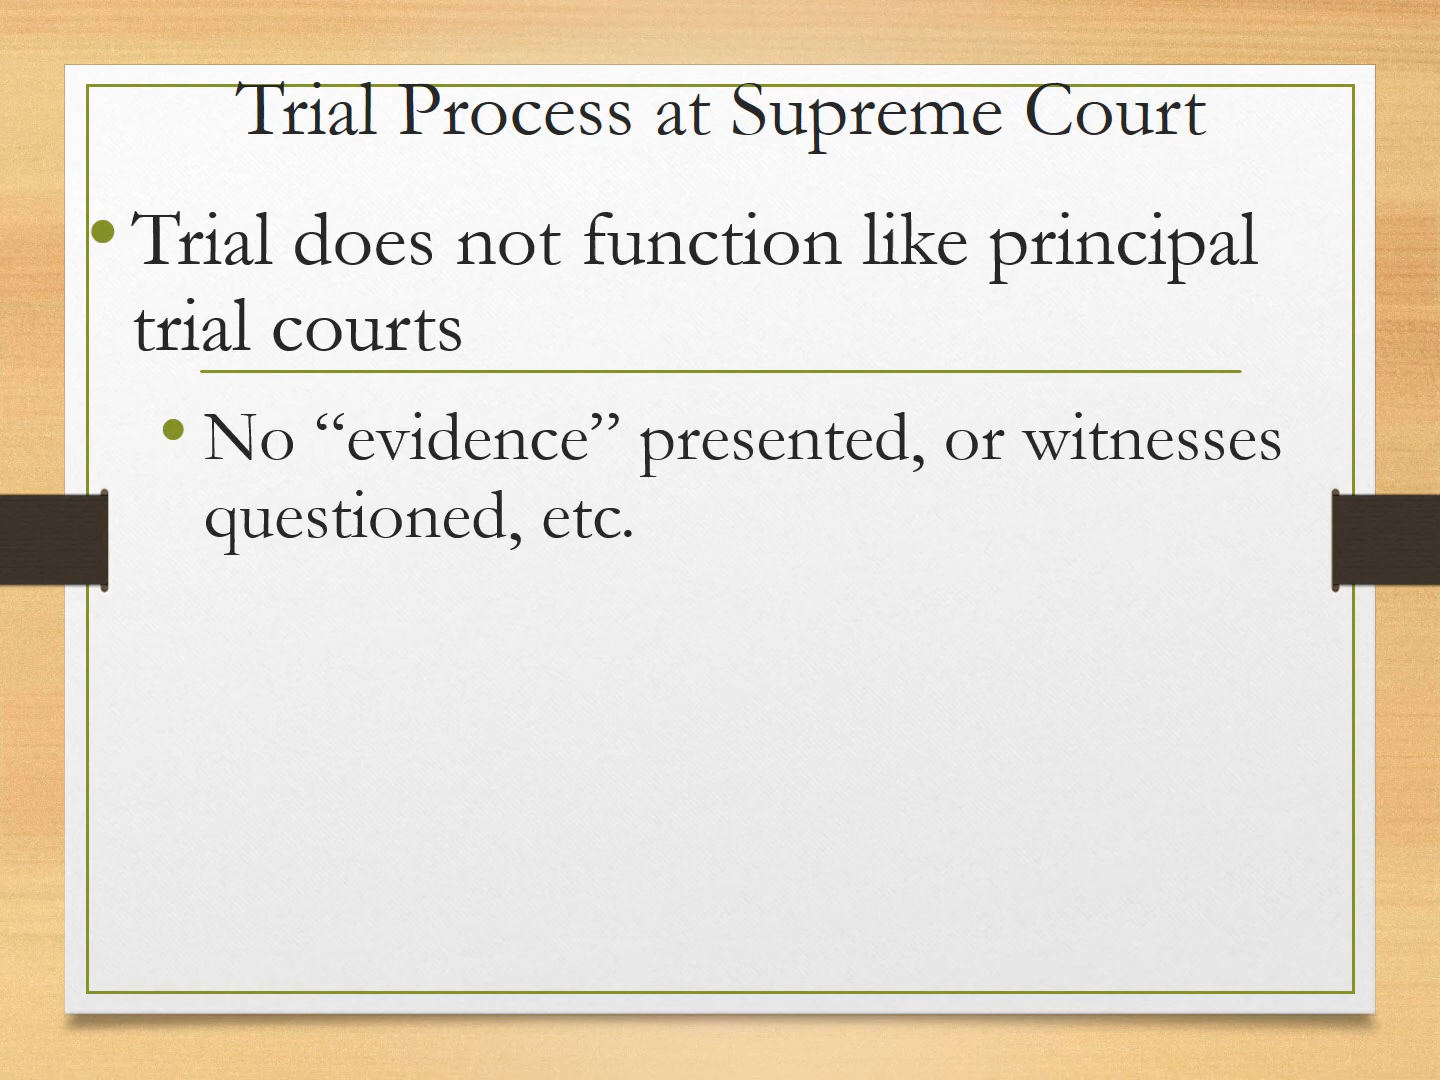 Trial Process at Supreme Court
• Trial does not function like principal
trial courts
• No “evidence” presented, or witnesses
questioned, etc.